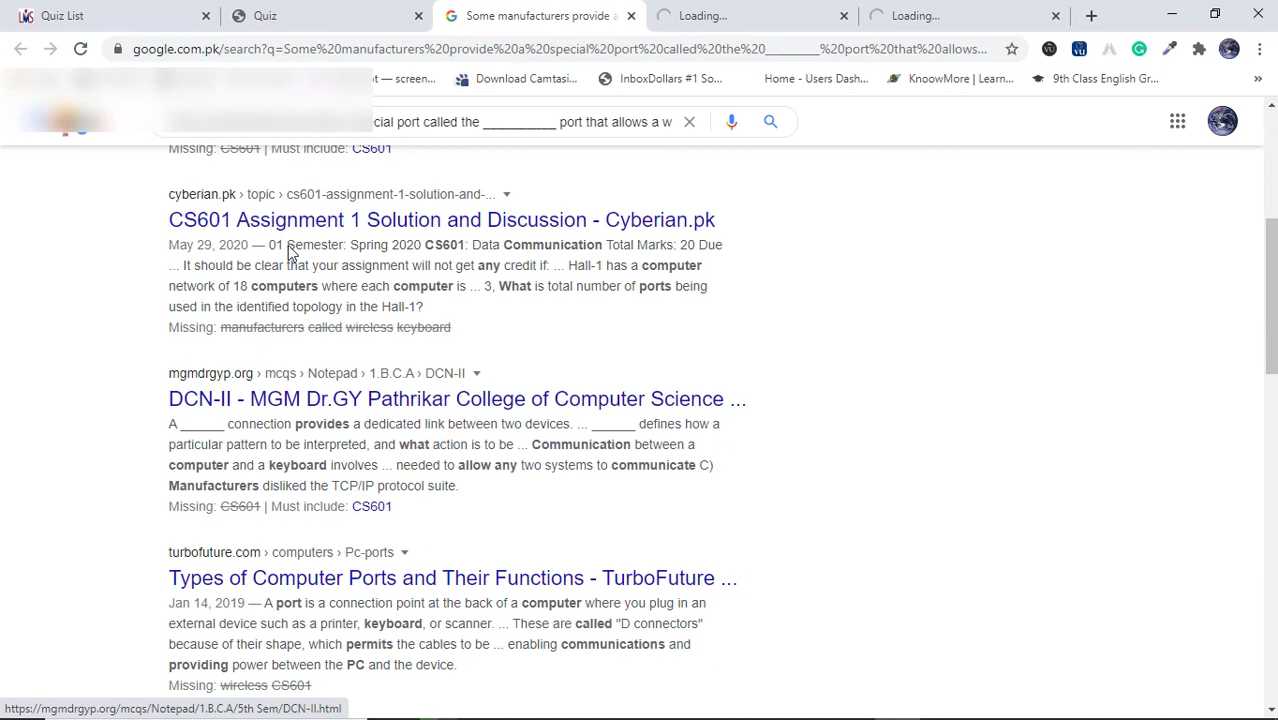 Quiz List
Quiz
Some manufacturers provide a
Loading...
Loading...
google.com.pk/search?q=Some%20manufacturers%20provide%20a%20special%20port%20called%20the%20_________%20port%20that%20allows...
ot — screen...
Download Camtasi...
InboxDollars #1 So...
Home - Users Dash...
KnoowMore | Learn...
9th Class English Gr...
cial port called the __________ port that allows a w
Missing: CS601 | Must include: CS601
cyberian.pk › topic › cs601-assignment-1-solution-and-...
CS601 Assignment 1 Solution and Discussion - Cyberian.pk
May 29, 2020 — 01 Semester: Spring 2020 CS601: Data Communication Total Marks: 20 Due
... It should be clear that your assignment will not get any credit if: ... Hall-1 has a computer
network of 18 computers where each computer is ... 3, What is total number of ports being
used in the identified topology in the Hall-1?
Missing: manufacturers called wireless keyboard
mgmdrgyp.org › mcqs › Notepad › 1.B.C.A › DCN-II
DCN-II - MGM Dr.GY Pathrikar College of Computer Science ...
A ______ connection provides a dedicated link between two devices. ... ______ defines how a
particular pattern to be interpreted, and what action is to be ... Communication between a
computer and a keyboard involves ... needed to allow any two systems to communicate C)
Manufacturers disliked the TCP/IP protocol suite.
Missing: CS601 | Must include: CS601
turbofuture.com › computers › Pc-ports
Types of Computer Ports and Their Functions - TurboFuture ...
Jan 14, 2019 — A port is a connection point at the back of a computer where you plug in an
external device such as a printer, keyboard, or scanner. ... These are called "D connectors"
because of their shape, which permits the cables to be ... enabling communications and
providing power between the PC and the device.
Missing: wireless CS601
https://mgmdrgyp.org/mcqs/Notepad/1.B.C.A/5th Sem/DCN-II.html